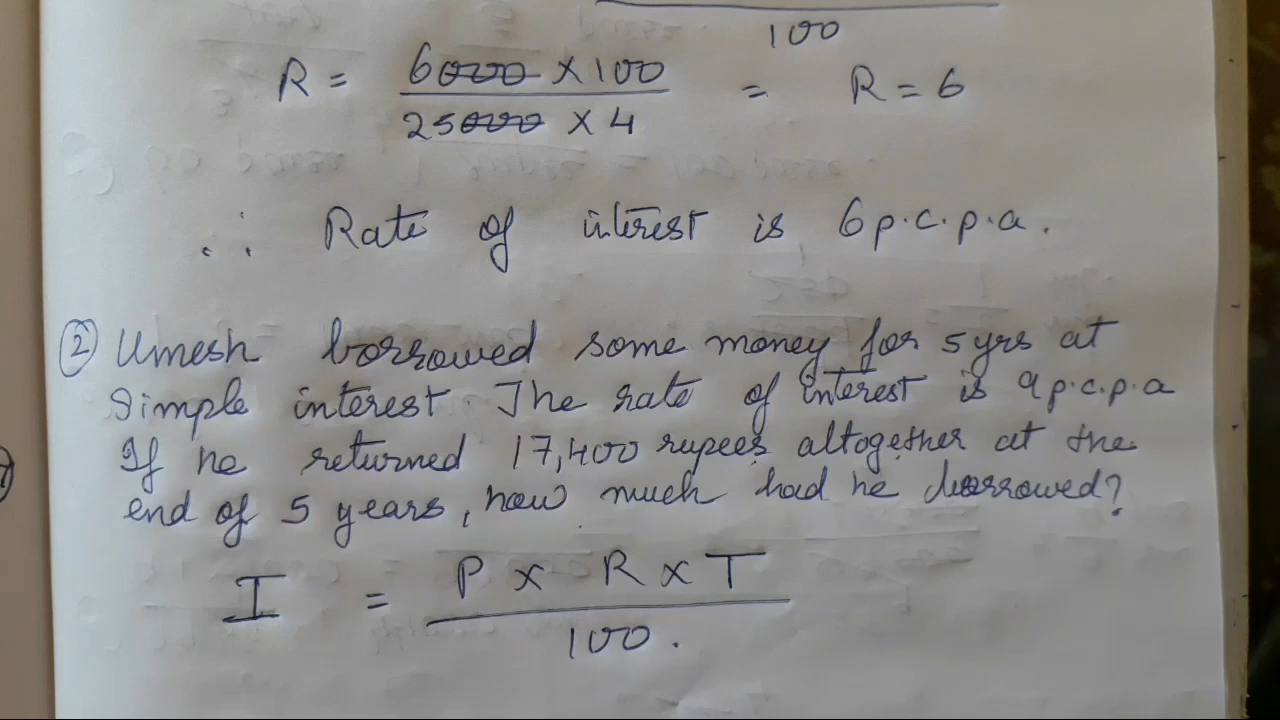 100
R = 6000 × 100 / 25000 × 4 = R = 6
∴ Rate of interest is 6 p.c.p.a.
② Umesh borrowed some money for 5 yrs at
simple interest. The rate of interest is 9 p.c.p.a
If he returned 17,400 rupees altogether at the
end of 5 years, how much had he borrowed?
I = P × R × T / 100.